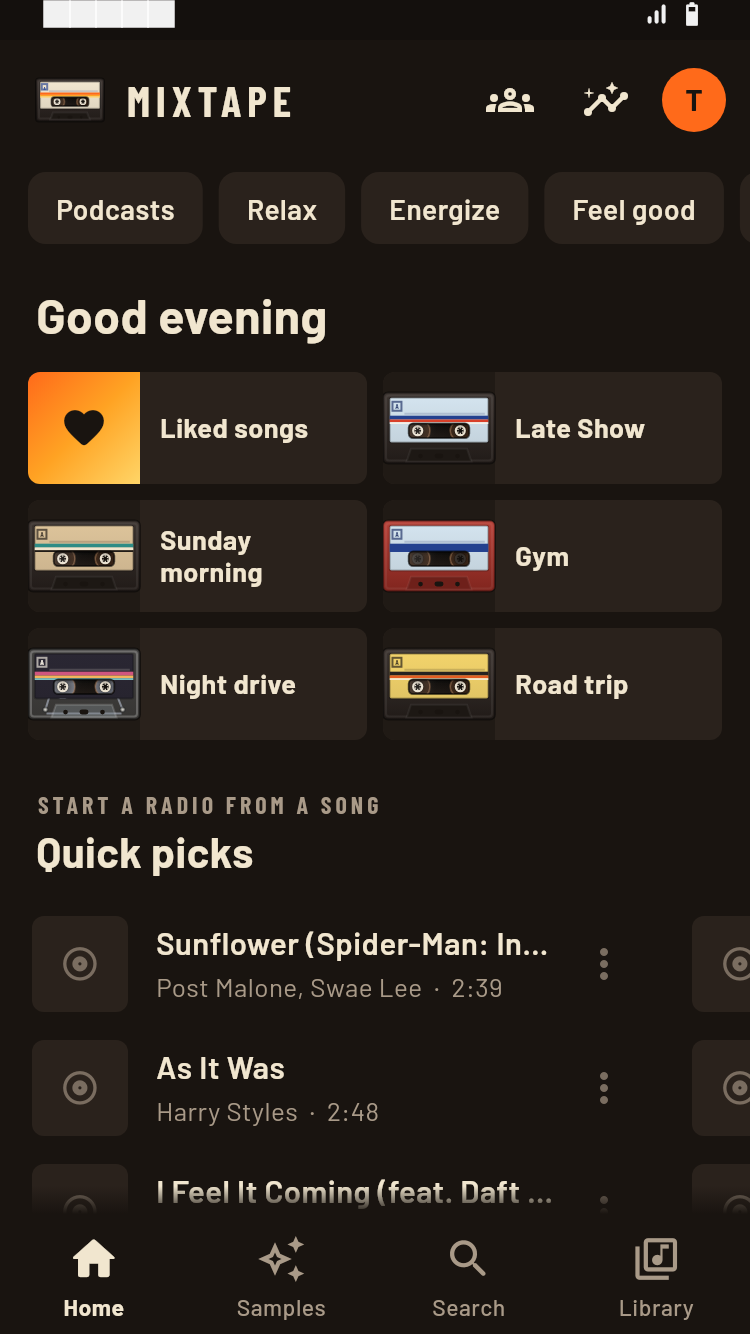 MIXTAPE
T
Podcasts
Relax
Energize
Feel good
Good evening
Liked songs
Late Show
Sunday
morning
Gym
Night drive
Road trip
START A RADIO FROM A SONG
Quick picks
Sunflower (Spider-Man: In...
Post Malone, Swae Lee · 2:39
As It Was
Harry Styles · 2:48
I Feel It Coming (feat. Daft ...
Home
Samples
Search
Library